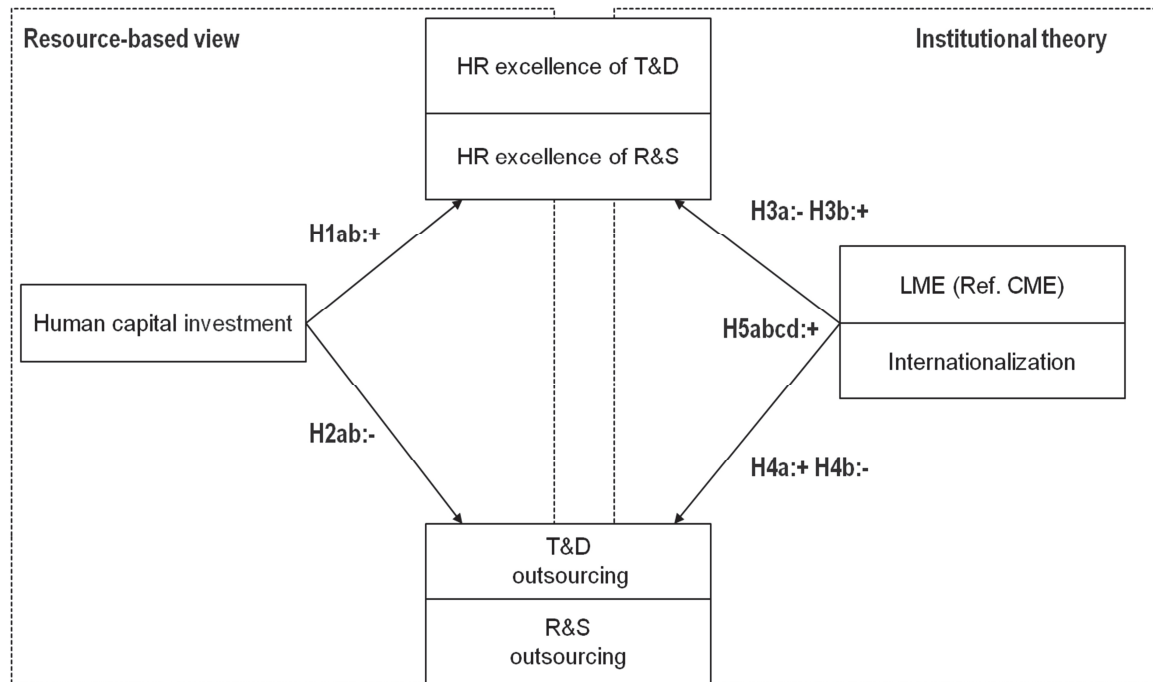 Resource-based view
Institutional theory
HR excellence of T&D
HR excellence of R&S
H1ab:+
H3a:- H3b:+
Human capital investment
LME (Ref. CME)
H5abcd:+
Internationalization
H2ab:-
H4a:+ H4b:-
T&D
outsourcing
R&S
outsourcing